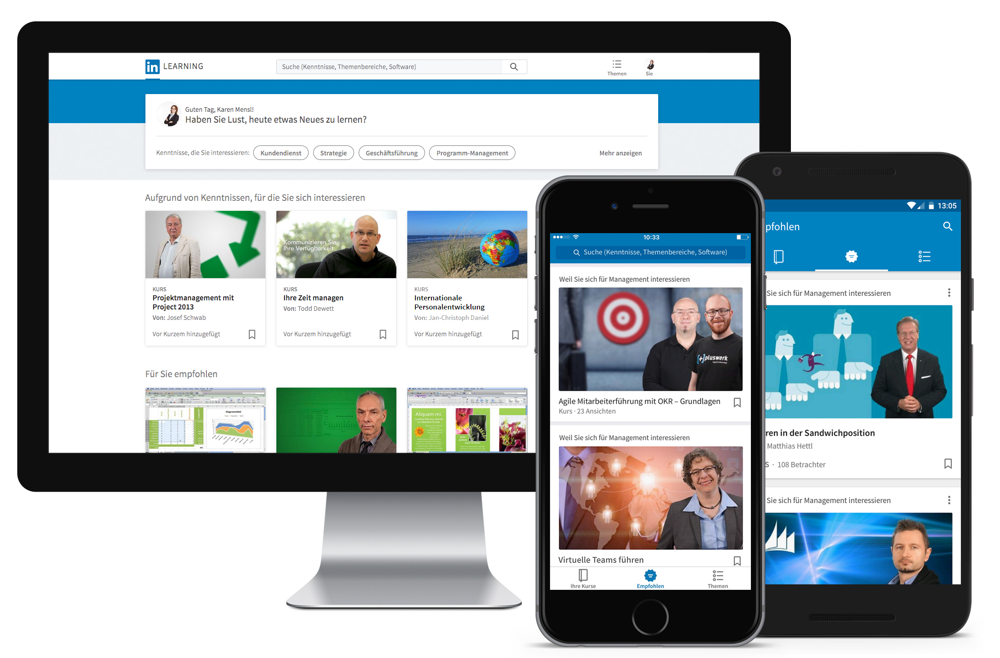 in LEARNING
Suche (Kenntnisse, Themenbereiche, Software)
Themen
Sie
Guten Tag, Karen Mensl!
Haben Sie Lust, heute etwas Neues zu lernen?
Kenntnisse, die Sie interessieren:
Kundendienst
Strategie
Geschäftsführung
Programm-Management
Mehr anzeigen
Aufgrund von Kenntnissen, für die Sie sich interessieren
Kommunizieren Sie
Ihre Verfügbarkeit
KURS
Projektmanagement mit
Project 2013
Von: Josef Schwab
Vor Kurzem hinzugefügt
KURS
Ihre Zeit managen
Von: Todd Dewett
Vor Kurzem hinzugefügt
KURS
Internationale
Personalentwicklung
Von: Jan-Christoph Daniel
Vor Kurzem hinzugefügt
Für Sie empfohlen
Diagrammtitel
Aliquam mi.
10:33
Suche (Kenntnisse, Themenbereiche, Software)
Weil Sie sich für Management interessieren
[+]pluswerk
Agile Mitarbeiterführung mit OKR – Grundlagen
Kurs · 23 Ansichten
Weil Sie sich für Management interessieren
Virtuelle Teams führen
Ihre Kurse
Empfohlen
Themen
13:05
pfohlen
Sie sich für Management interessieren
ren in der Sandwichposition
Matthias Hettl
S · 108 Betrachter
Sie sich für Management interessieren